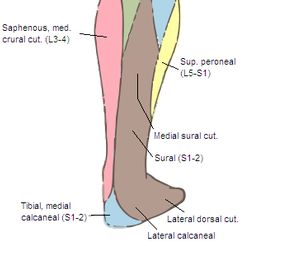 Saphenous, med.
crural cut. (L3-4)
Sup. peroneal
(L5-S1)
Medial sural cut.
Sural (S1-2)
Tibial, medial
calcaneal (S1-2)
Lateral dorsal cut.
Lateral calcaneal